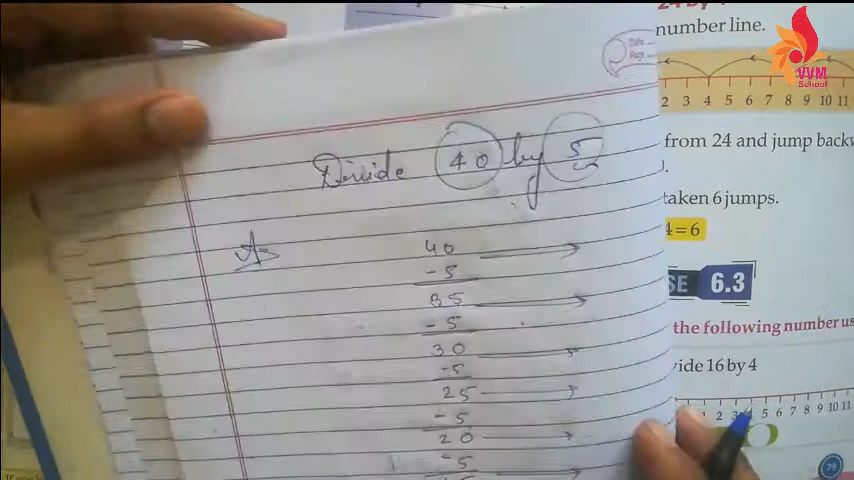 VVM
School
Date
Page
Divide 40 by 5
A
40
-5
35
-5
30
-5
25
-5
20
-5
number line.
2 3 4 5 6 7 8 9 10 11
from 24 and jump backw
taken 6 jumps.
4=6
SE 6.3
the following number us
vide 16 by 4
1 2 3 4 5 6 7 8 9 10 11
79